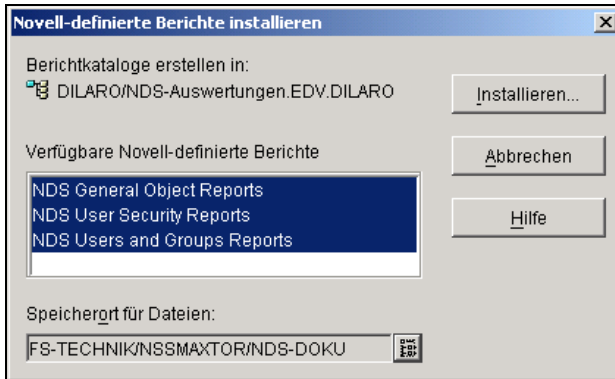 Novell-definierte Berichte installieren
Berichtkataloge erstellen in:
DILARO/NDS-Auswertungen.EDV.DILARO
Installieren...
Verfügbare Novell-definierte Berichte
Abbrechen
NDS General Object Reports
NDS User Security Reports
NDS Users and Groups Reports
Hilfe
Speicherort für Dateien:
FS-TECHNIK/NSSMAXTOR/NDS-DOKU